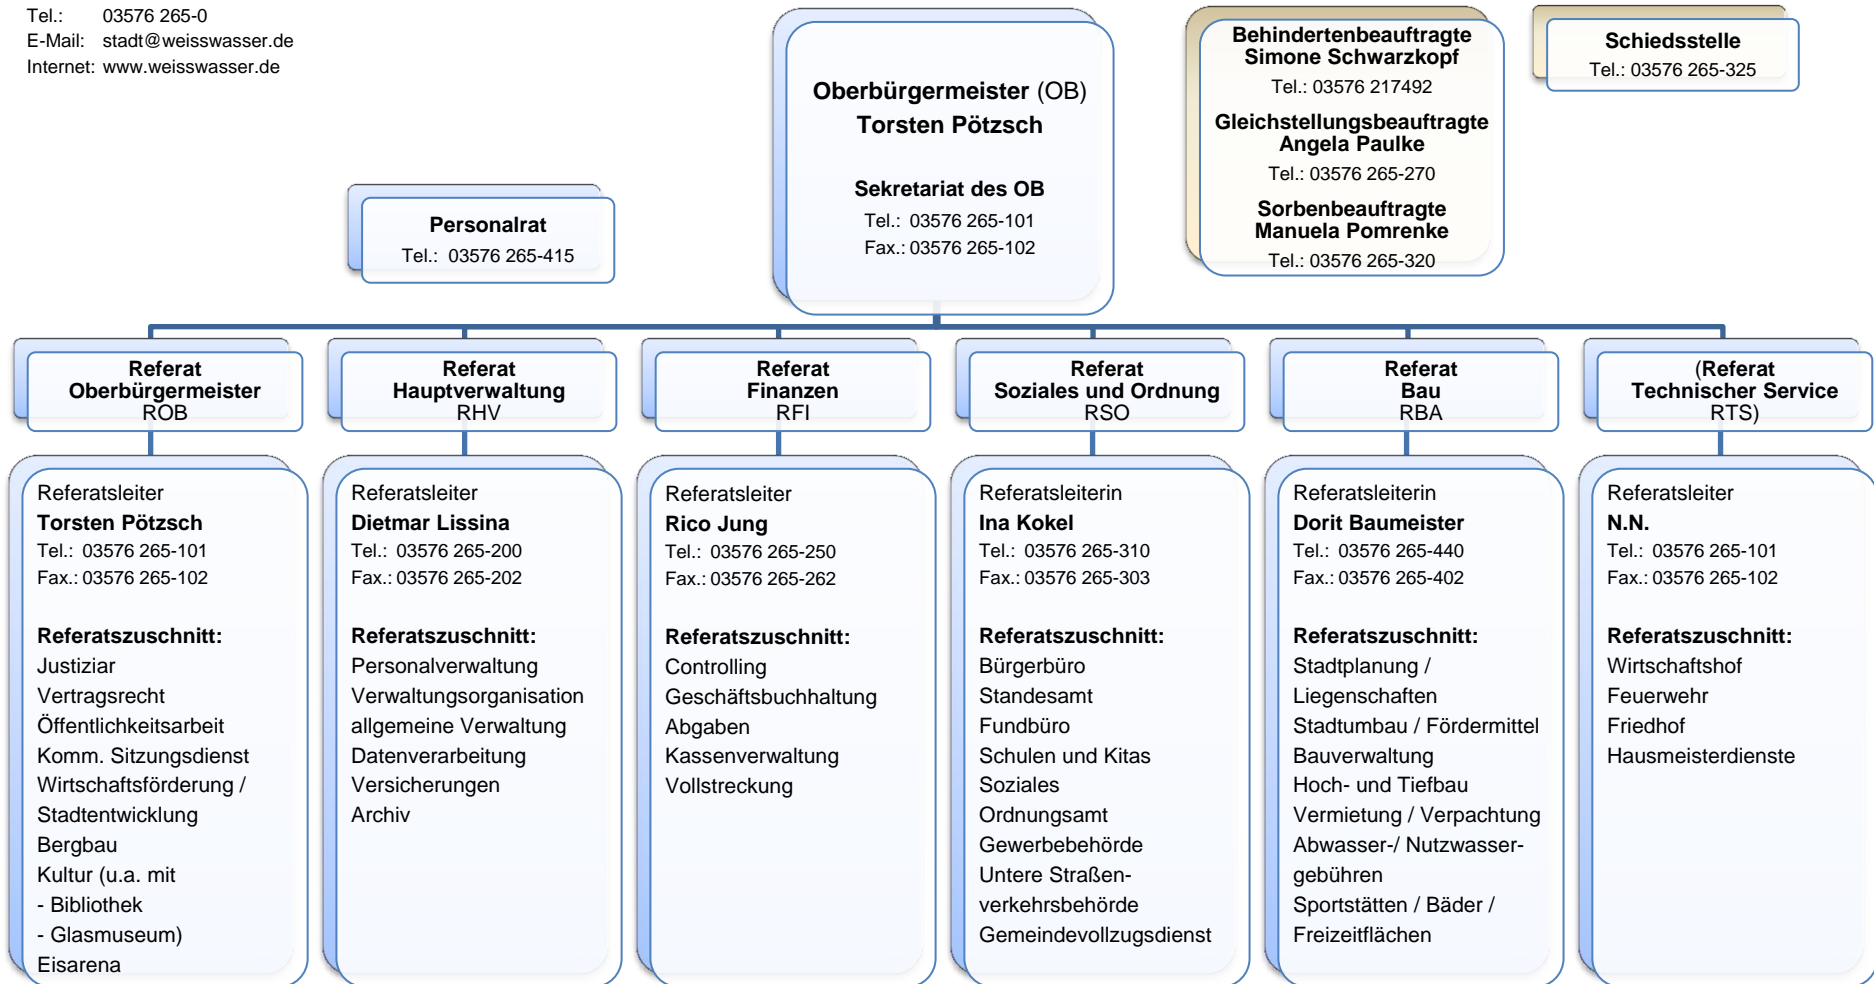 Tel.: 03576 265-0
E-Mail: stadt@weisswasser.de
Internet: www.weisswasser.de
Oberbürgermeister (OB)
Torsten Pötzsch
Sekretariat des OB
Tel.: 03576 265-101
Fax.: 03576 265-102
Behindertenbeauftragte
Simone Schwarzkopf
Tel.: 03576 217492
Gleichstellungsbeauftragte
Angela Paulke
Tel.: 03576 265-270
Sorbenbeauftragte
Manuela Pomrenke
Tel.: 03576 265-320
Schiedsstelle
Tel.: 03576 265-325
Personalrat
Tel.: 03576 265-415
Referat
Oberbürgermeister
ROB
Referat
Hauptverwaltung
RHV
Referat
Finanzen
RFI
Referat
Soziales und Ordnung
RSO
Referat
Bau
RBA
(Referat
Technischer Service
RTS)
Referatsleiter
Torsten Pötzsch
Tel.: 03576 265-101
Fax.: 03576 265-102
Referatszuschnitt:
Justiziar
Vertragsrecht
Öffentlichkeitsarbeit
Komm. Sitzungsdienst
Wirtschaftsförderung /
Stadtentwicklung
Bergbau
Kultur (u.a. mit
- Bibliothek
- Glasmuseum)
Eisarena
Referatsleiter
Dietmar Lissina
Tel.: 03576 265-200
Fax.: 03576 265-202
Referatszuschnitt:
Personalverwaltung
Verwaltungsorganisation
allgemeine Verwaltung
Datenverarbeitung
Versicherungen
Archiv
Referatsleiter
Rico Jung
Tel.: 03576 265-250
Fax.: 03576 265-262
Referatszuschnitt:
Controlling
Geschäftsbuchhaltung
Abgaben
Kassenverwaltung
Vollstreckung
Referatsleiterin
Ina Kokel
Tel.: 03576 265-310
Fax.: 03576 265-303
Referatszuschnitt:
Bürgerbüro
Standesamt
Fundbüro
Schulen und Kitas
Soziales
Ordnungsamt
Gewerbebehörde
Untere Straßen-
verkehrsbehörde
Gemeindevollzugsdienst
Referatsleiterin
Dorit Baumeister
Tel.: 03576 265-440
Fax.: 03576 265-402
Referatszuschnitt:
Stadtplanung /
Liegenschaften
Stadtumbau / Fördermittel
Bauverwaltung
Hoch- und Tiefbau
Vermietung / Verpachtung
Abwasser-/ Nutzwasser-
gebühren
Sportstätten / Bäder /
Freizeitflächen
Referatsleiter
N.N.
Tel.: 03576 265-101
Fax.: 03576 265-102
Referatszuschnitt:
Wirtschaftshof
Feuerwehr
Friedhof
Hausmeisterdienste